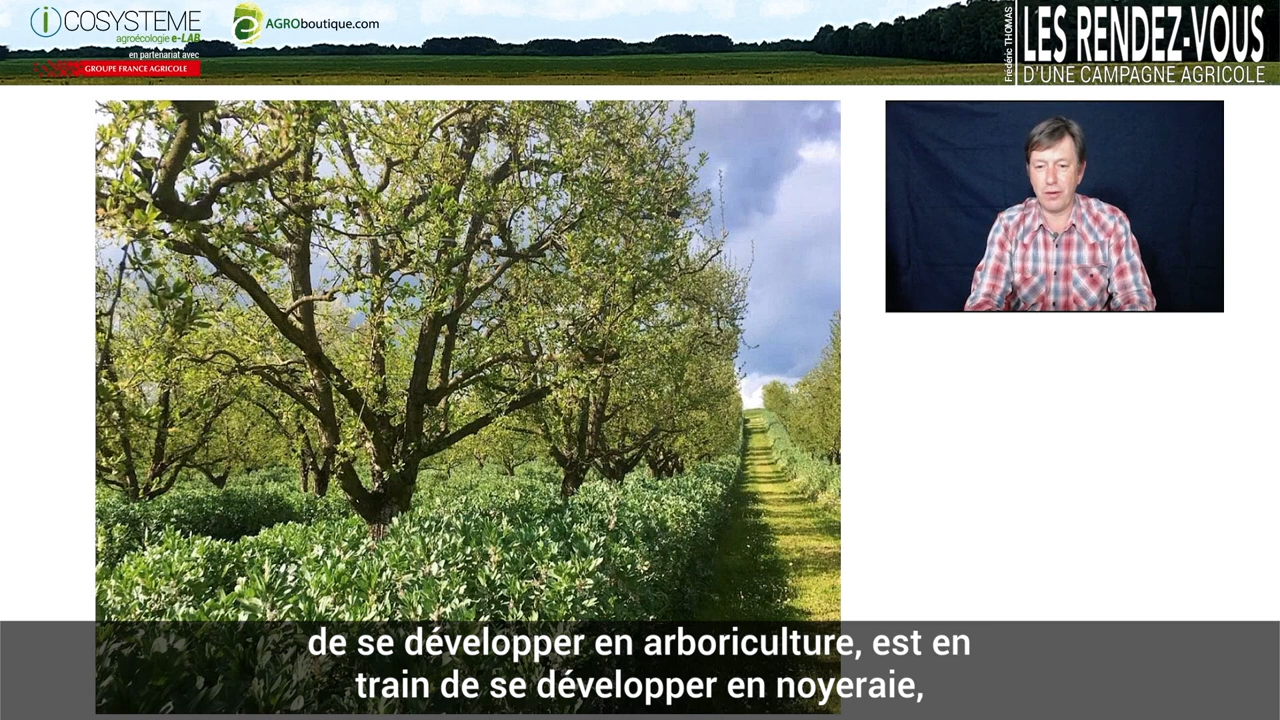 iCOSYSTEME
agroécologie e-LAB
en partenariat avec
GROUPE FRANCE AGRICOLE
AGROboutique.com
Frédéric THOMAS
LES RENDEZ-VOUS
D'UNE CAMPAGNE AGRICOLE
de se développer en arboriculture, est en
train de se développer en noyeraie,